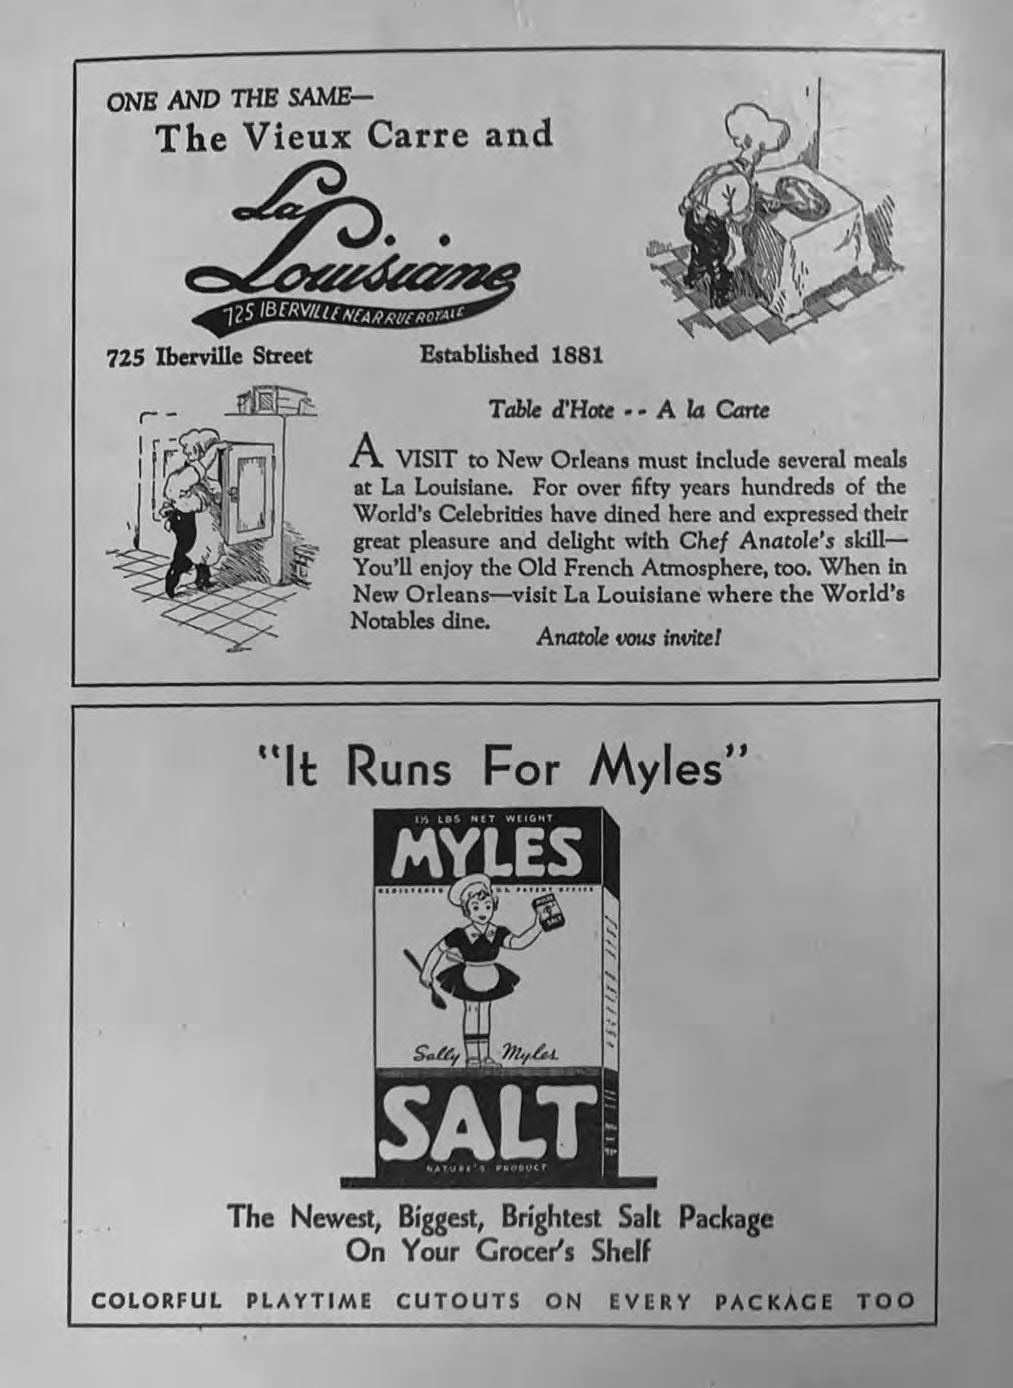 ONE AND THE SAME—
The Vieux Carre and
La
Louisiane
725 IBERVILLE NEAR RUE ROYALE
725 Iberville Street Established 1881
Table d'Hote - - A la Carte
A VISIT to New Orleans must include several meals
at La Louisiane. For over fifty years hundreds of the
World's Celebrities have dined here and expressed their
great pleasure and delight with Chef Anatole's skill—
You'll enjoy the Old French Atmosphere, too. When in
New Orleans—visit La Louisiane where the World's
Notables dine.
Anatole vous invite!
"It Runs For Myles"
1½ LBS NET WEIGHT
MYLES
REGISTERED PATENT OFFICE
MYLES
SALT
Sally Myles
SALT
NATURE'S PRODUCT
The Newest, Biggest, Brightest Salt Package
On Your Grocer's Shelf
COLORFUL PLAYTIME CUTOUTS ON EVERY PACKAGE TOO